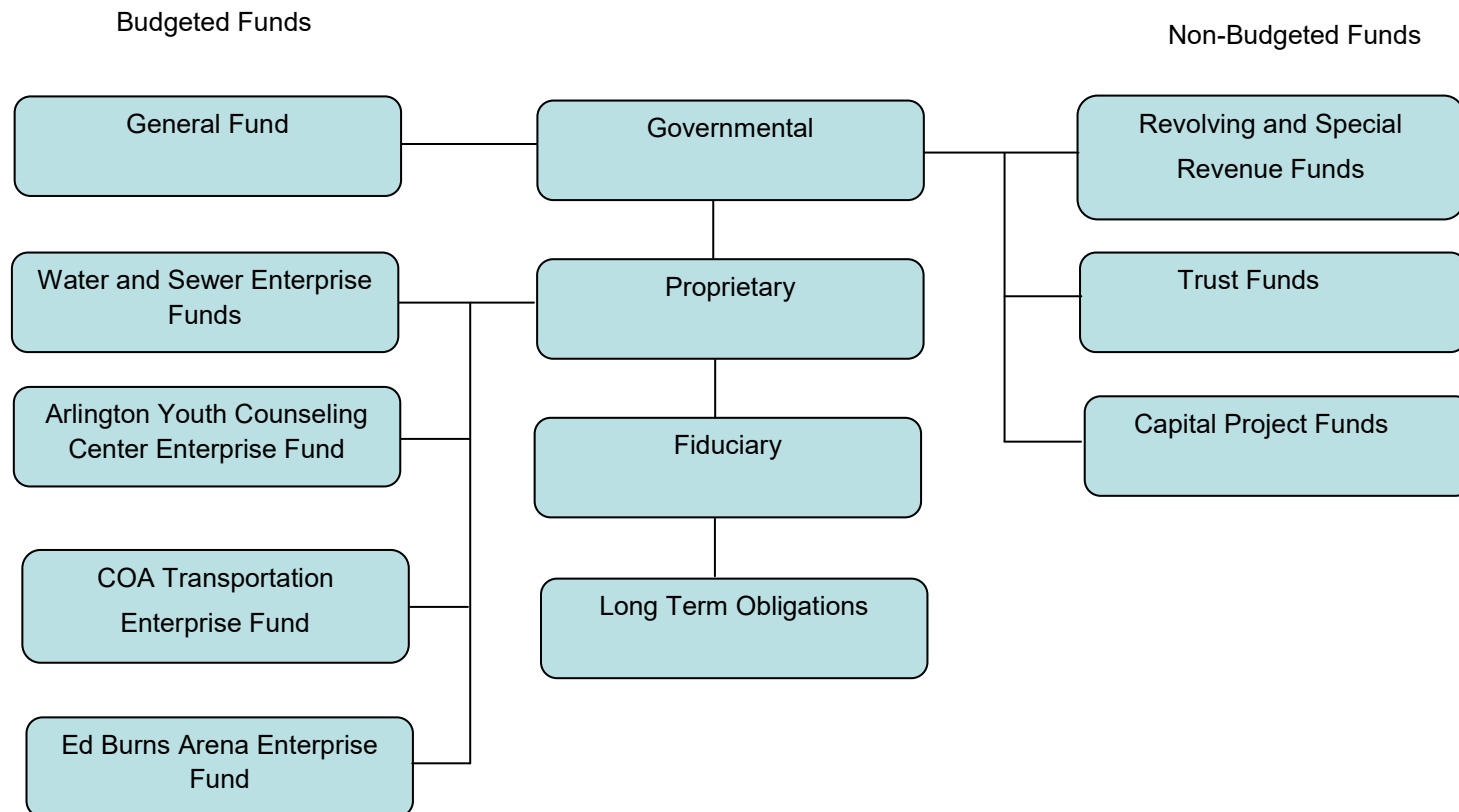 Budgeted Funds
Non-Budgeted Funds
General Fund
Governmental
Revolving and Special
Revenue Funds
Water and Sewer Enterprise
Funds
Proprietary
Trust Funds
Arlington Youth Counseling
Center Enterprise Fund
Fiduciary
Capital Project Funds
COA Transportation
Enterprise Fund
Long Term Obligations
Ed Burns Arena Enterprise
Fund